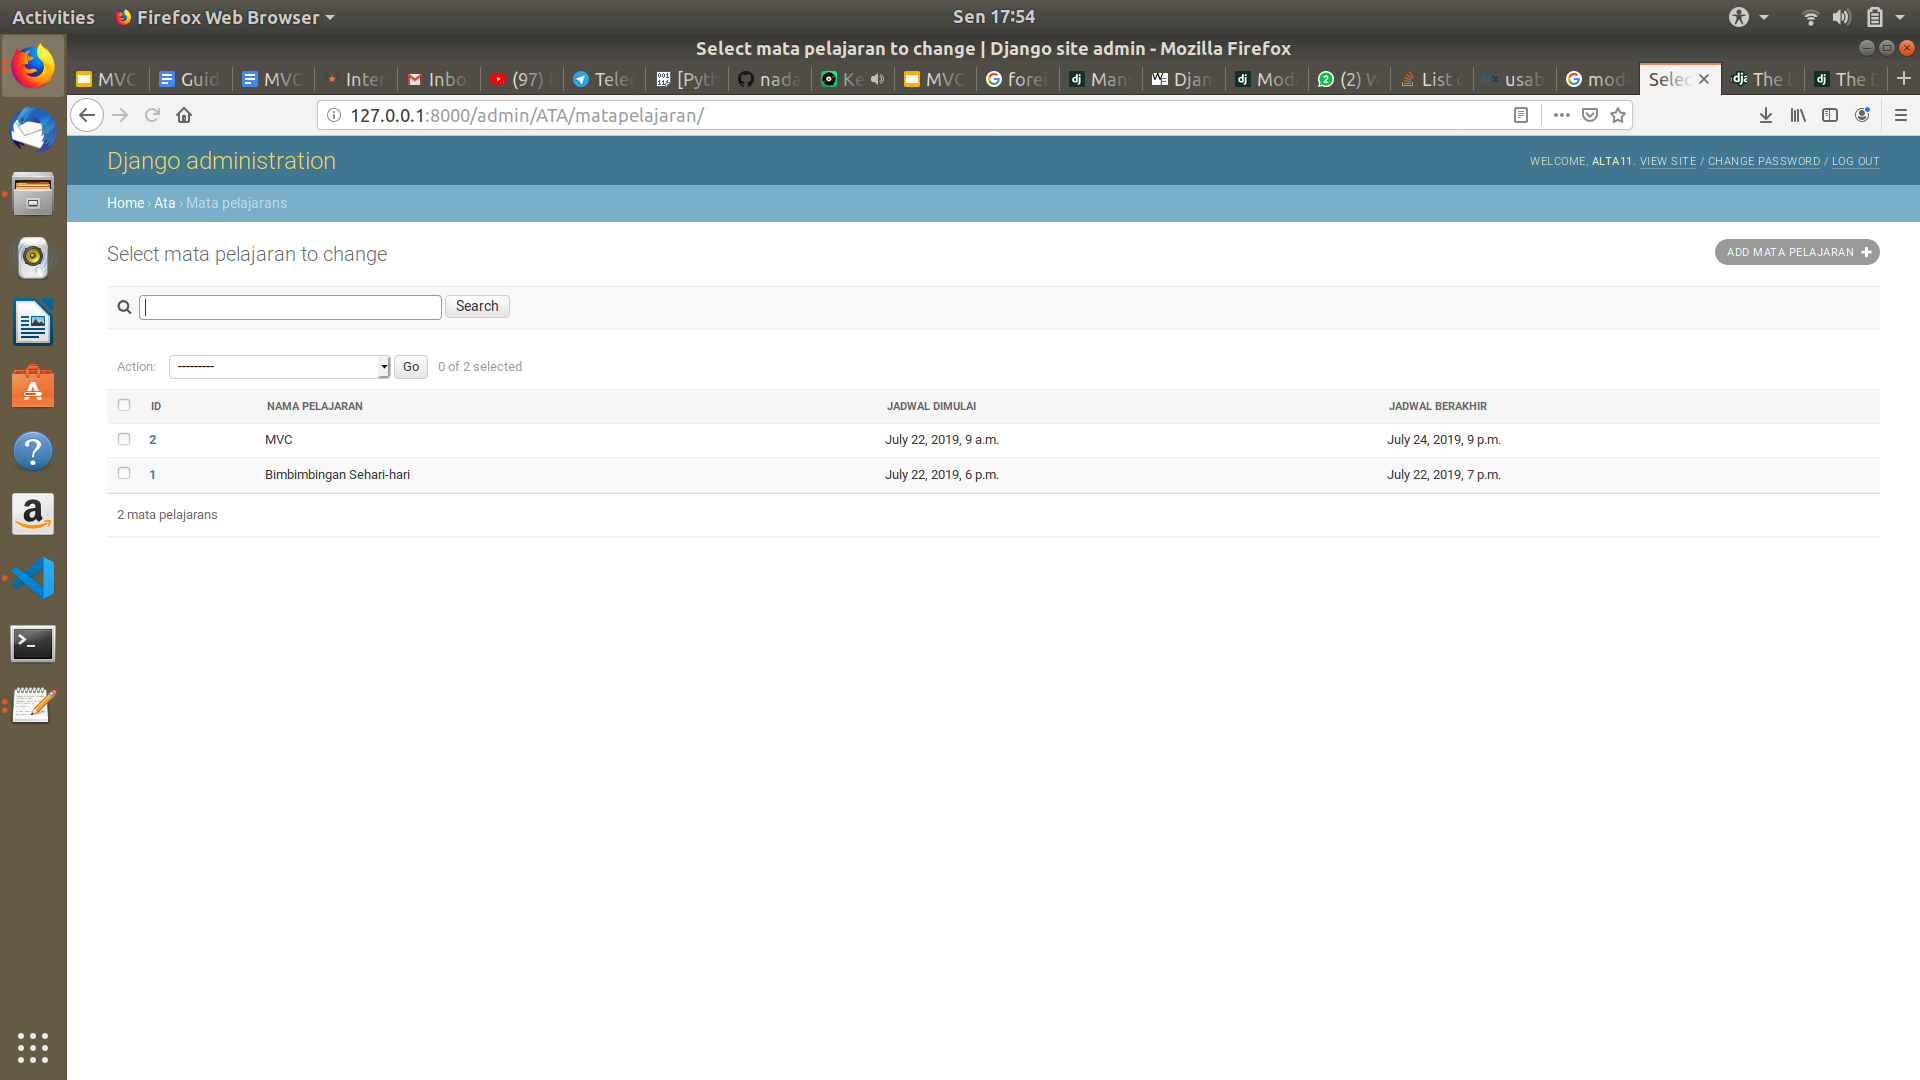 Activities Firefox Web Browser Sen 17:54
Select mata pelajaran to change | Django site admin - Mozilla Firefox
MVC Guid MVC Inter Inbo (97) Tele [Pyth nada Ke MVC forei Man Djan Mod (2) W List usab mod Selec The The
127.0.0.1:8000/admin/ATA/matapelajaran/
Django administration
WELCOME, ALTA11. VIEW SITE / CHANGE PASSWORD / LOG OUT
Home › Ata › Mata pelajarans
Select mata pelajaran to change
ADD MATA PELAJARAN +
Search
Action: --------- Go 0 of 2 selected
ID NAMA PELAJARAN JADWAL DIMULAI JADWAL BERAKHIR
2 MVC July 22, 2019, 9 a.m. July 24, 2019, 9 p.m.
1 Bimbimbingan Sehari-hari July 22, 2019, 6 p.m. July 22, 2019, 7 p.m.
2 mata pelajarans